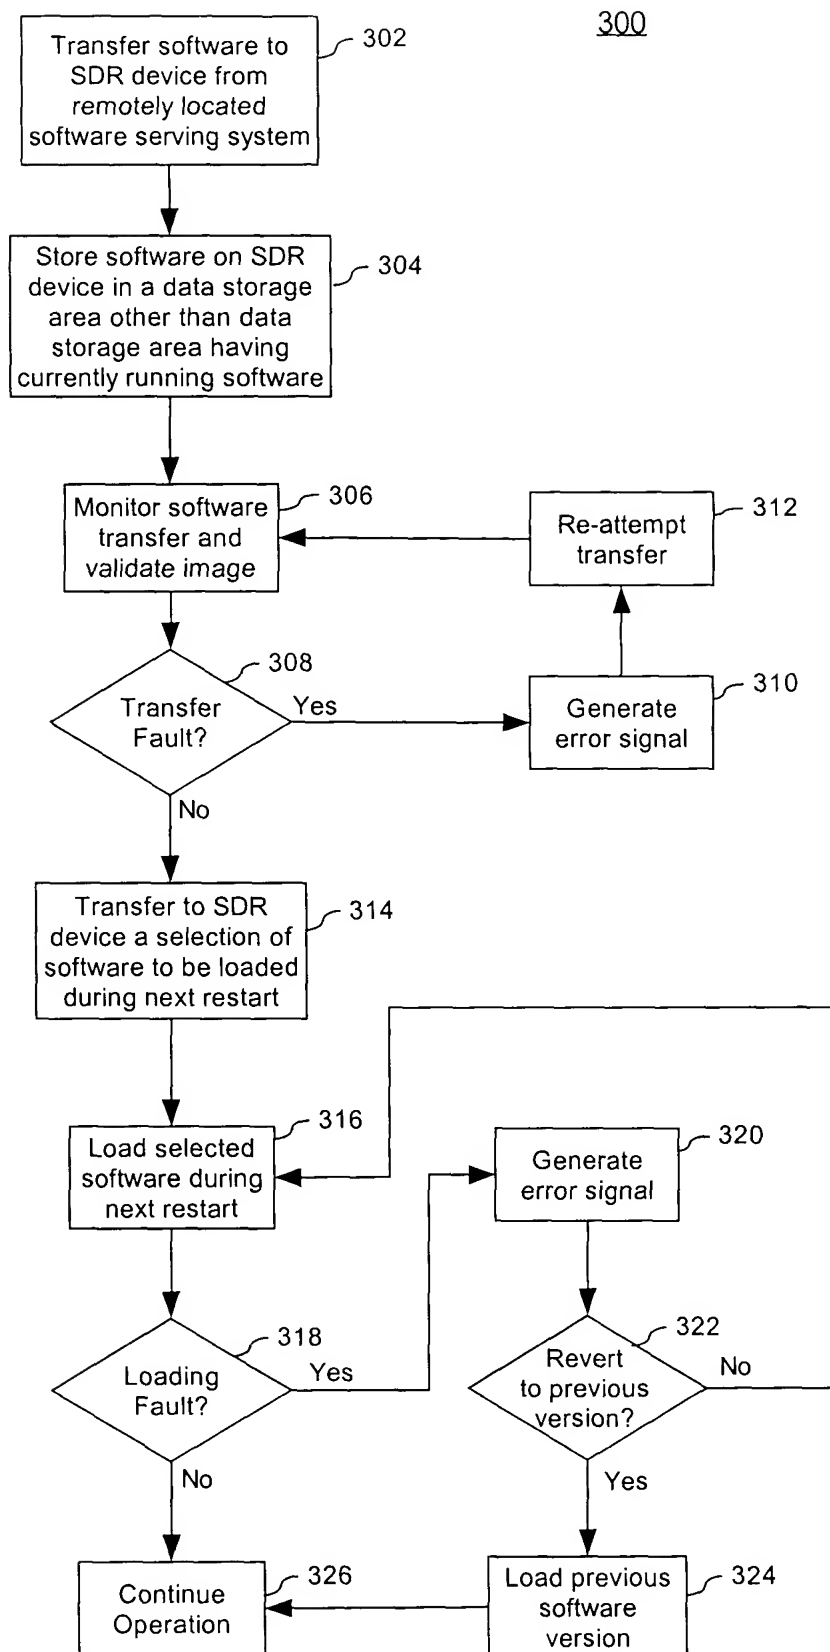 300
Transfer software to
SDR device from
remotely located
software serving system
302
Store software on SDR
device in a data storage
area other than data
storage area having
currently running software
304
Monitor software
transfer and
validate image
306
Re-attempt
transfer
312
Transfer
Fault?
308
Yes
No
Generate
error signal
310
Transfer to SDR
device a selection of
software to be loaded
during next restart
314
Load selected
software during
next restart
316
Generate
error signal
320
Loading
Fault?
318
Yes
No
Revert
to previous
version?
322
No
Yes
Continue
Operation
326
Load previous
software
version
324